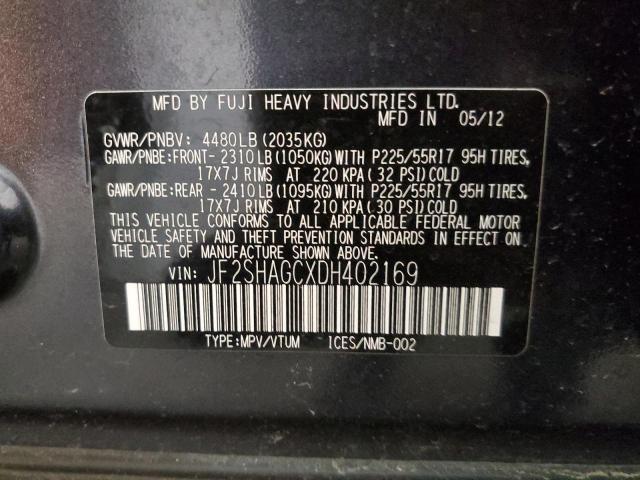 MFD BY FUJI HEAVY INDUSTRIES LTD.
MFD IN 05/12
GVWR/PNBV: 4480LB (2035KG)
GAWR/PNBE:FRONT- 2310LB (1050KG) WITH P225/55R17 95H TIRES,
17X7J RIMS AT 220 KPA ( 32 PSI) COLD
GAWR/PNBE:REAR - 2410LB (1095KG) WITH P225/55R17 95H TIRES,
17X7J RIMS AT 210 KPA ( 30 PSI) COLD
THIS VEHICLE CONFORMS TO ALL APPLICABLE FEDERAL MOTOR
VEHICLE SAFETY AND THEFT PREVENTION STANDARDS IN EFFECT ON
THE DATE OF MANUFACTURE SHOWN ABOVE.
VIN: JF2SHAGCXDH402169
TYPE:MPV/VTUM ICES/NMB-002